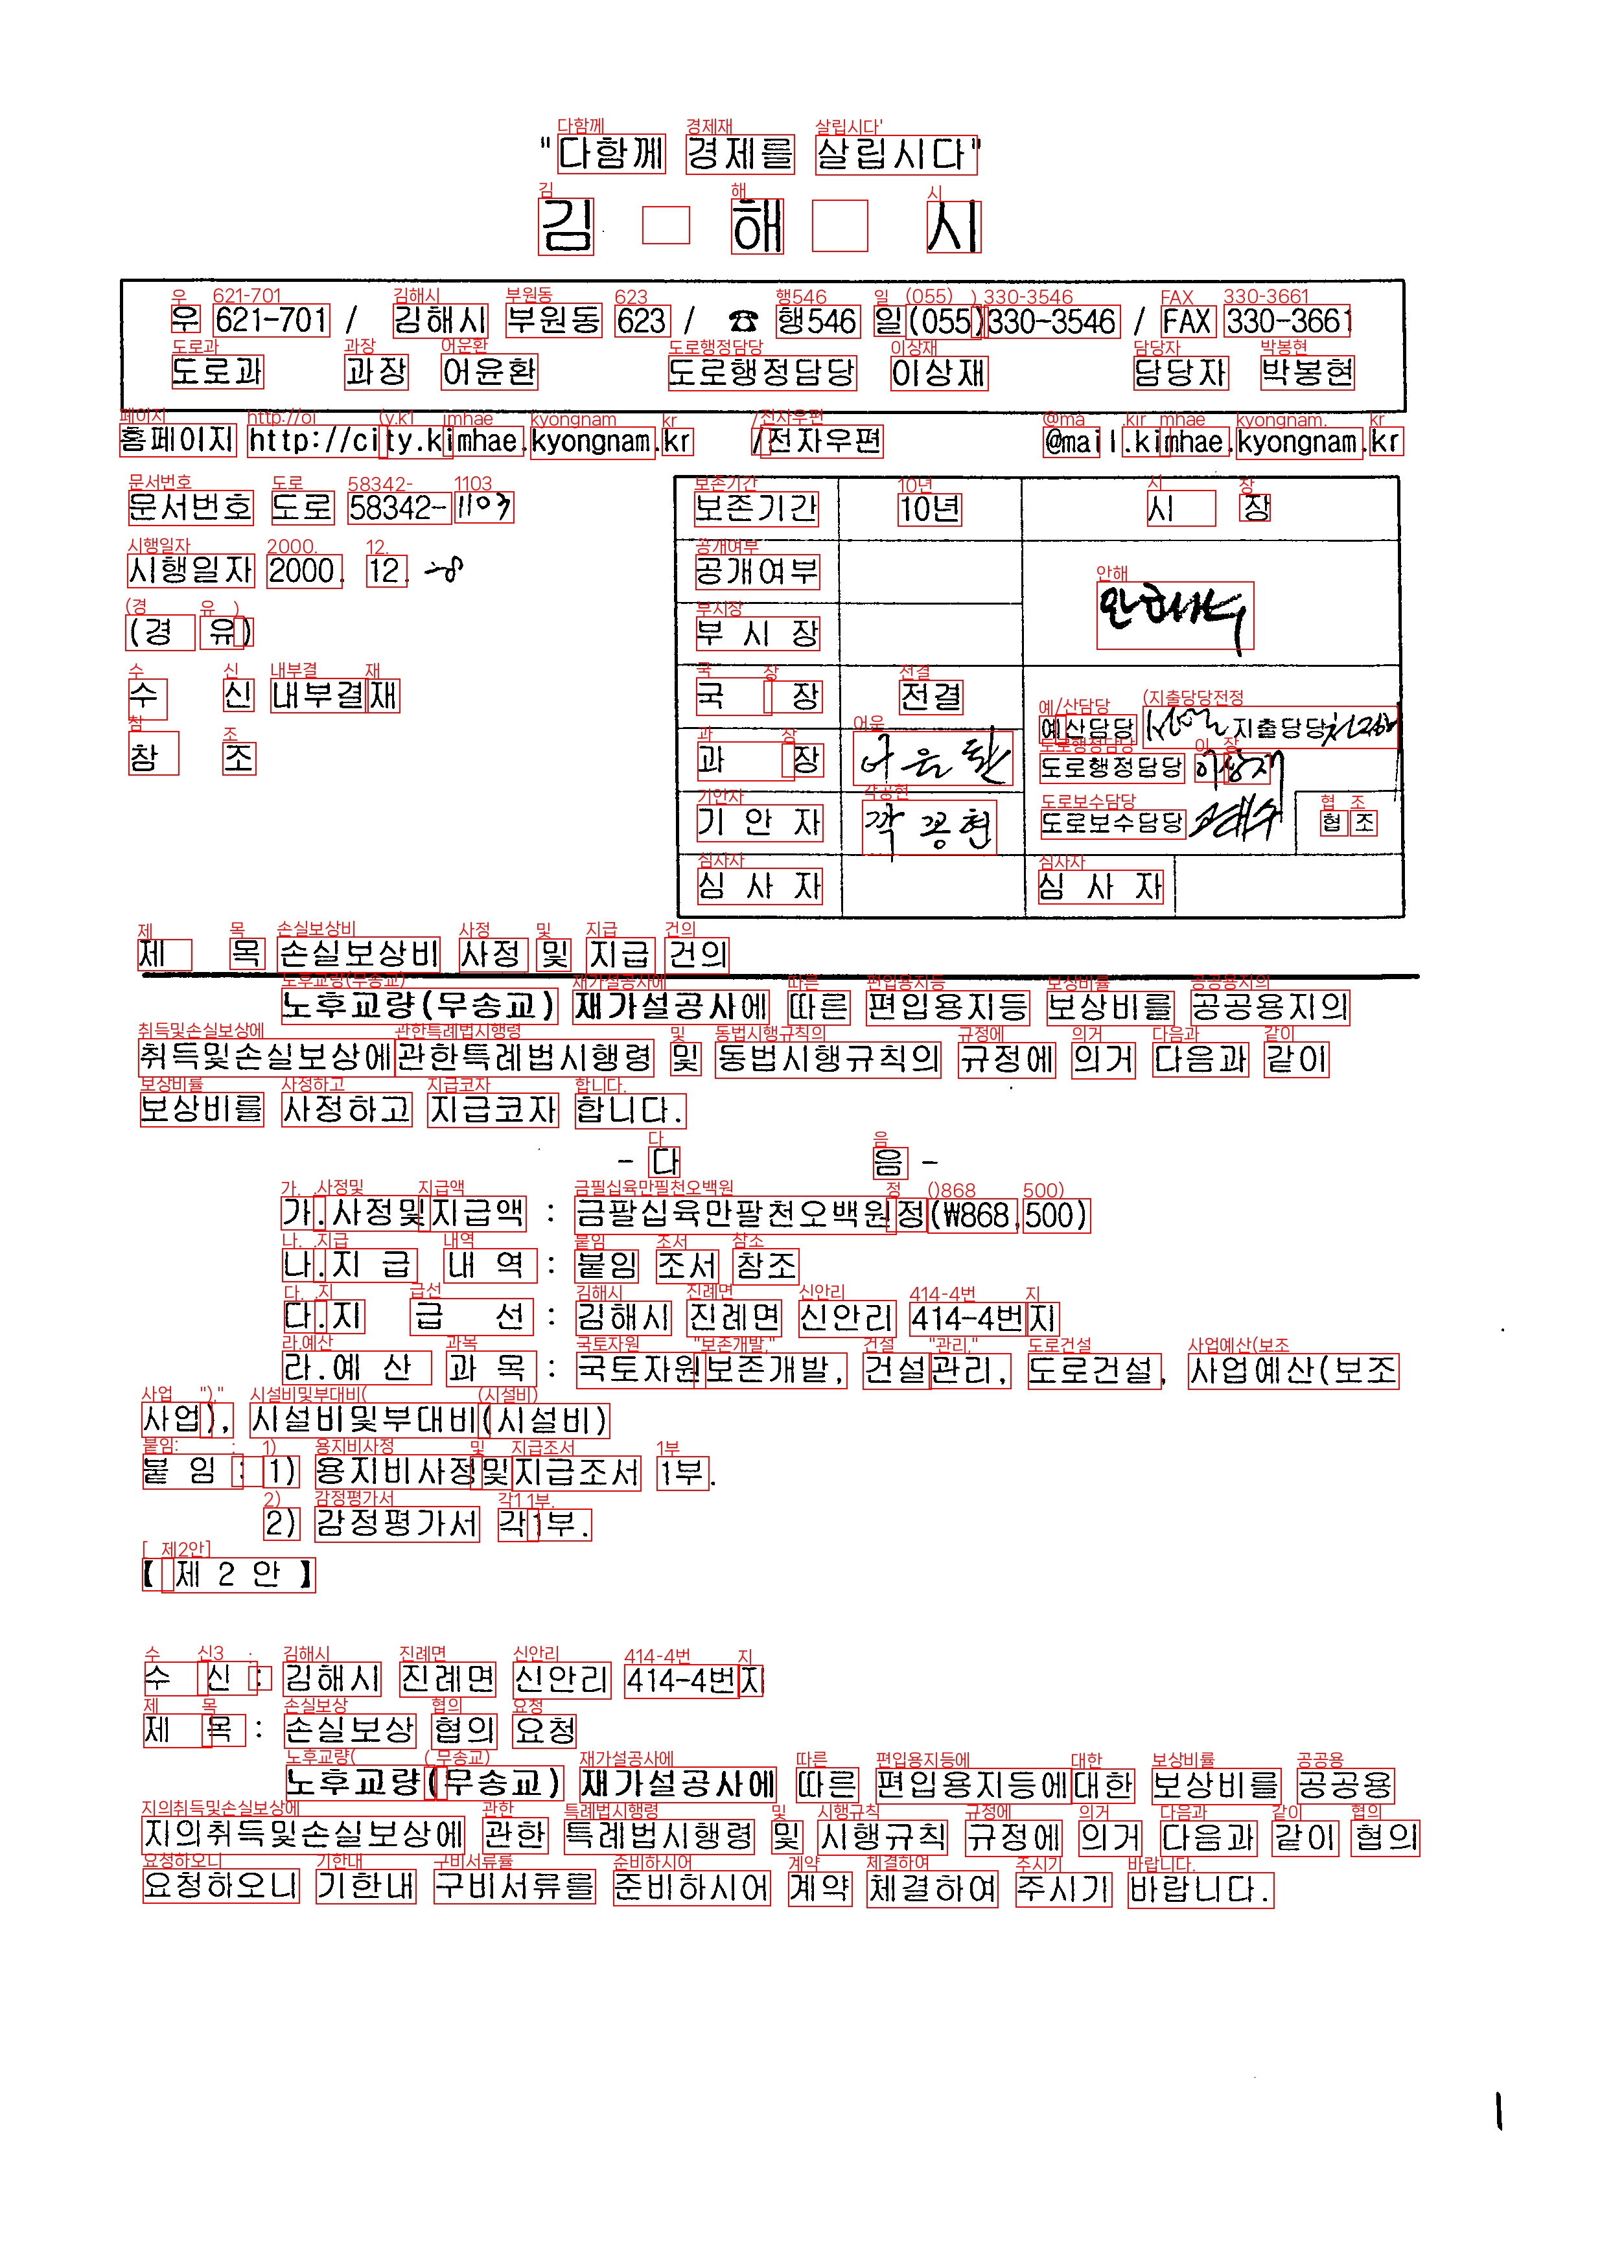 "다함께 경제를 살립시다"
김 해 시
우 621-701 / 김해시 부원동 623 / ☎ 행546 일(055)330-3546 / FAX 330-3661
도로과 과장 어윤환 도로행정담당 이상재 담당자 박봉현
홈페이지 http://city.kimhae.kyongnam.kr /전자우편 @mail.kimhae.kyongnam.kr
문서번호 도로 58342-1103
시행일자 2000. 12.
(경 유)
수 신 내부결재
참 조
보존기간 10년 시 장
공개여부
부 시 장
국 장 전결
예산담당 지출담당
과 장 어윤환
도로행정담당 이상재
기 안 자
도로보수담당
협 조
심 사 자 심 사 자
제 목 손실보상비 사정 및 지급 건의
노후교량(무송교) 재가설공사에 따른 편입용지등 보상비를 공공용지의
취득및손실보상에관한특례법시행령 및 동법시행규칙의 규정에 의거 다음과 같이
보상비를 사정하고 지급코자 합니다.
- 다 음 -
가.사정및지급액 : 금팔십육만팔천오백원정(₩868,500)
나.지 급 내 역 : 붙임 조서 참조
다.지 급 선 : 김해시 진례면 신안리 414-4번지
라.예 산 과 목 : 국토자원보존개발, 건설관리, 도로건설, 사업예산(보조
사업), 시설비및부대비(시설비)
붙 임 : 1) 용지비사정및지급조서 1부.
2) 감정평가서 각1부.
【 제 2 안 】
수 신 : 김해시 진례면 신안리 414-4번지
제 목 : 손실보상 협의 요청
노후교량(무송교) 재가설공사에 따른 편입용지등에대한 보상비를 공공용
지의취득및손실보상에 관한 특례법시행령 및 시행규칙 규정에 의거 다음과 같이 협의
요청하오니 기한내 구비서류를 준비하시어 계약 체결하여 주시기 바랍니다.